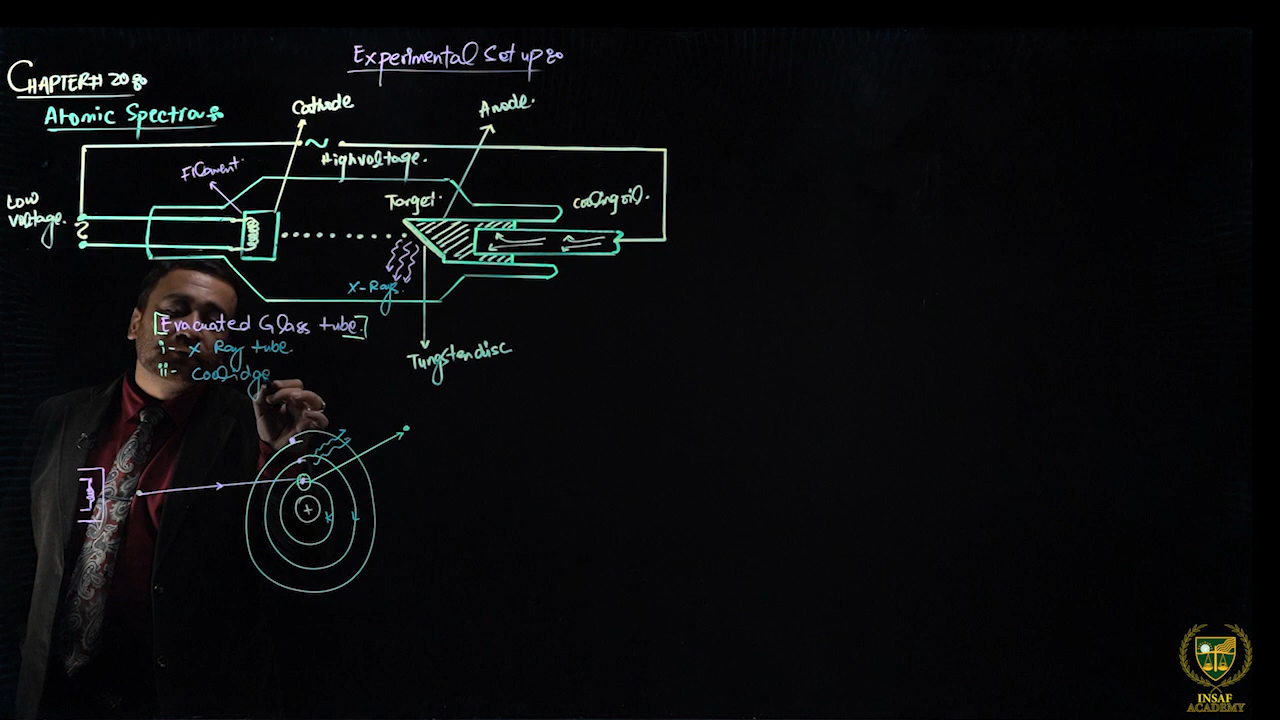 Experimental Set up:
CHAPTER# 20:
Atomic Spectra:
Cathode
Anode.
High voltage.
Filament.
Low
voltage.
Target.
cooling oil.
X-Rays
[Evacuated Glass tube.]
i- X Ray tube
ii- Coolidge
Tungsten disc
+
K
L
INSAF
ACADEMY